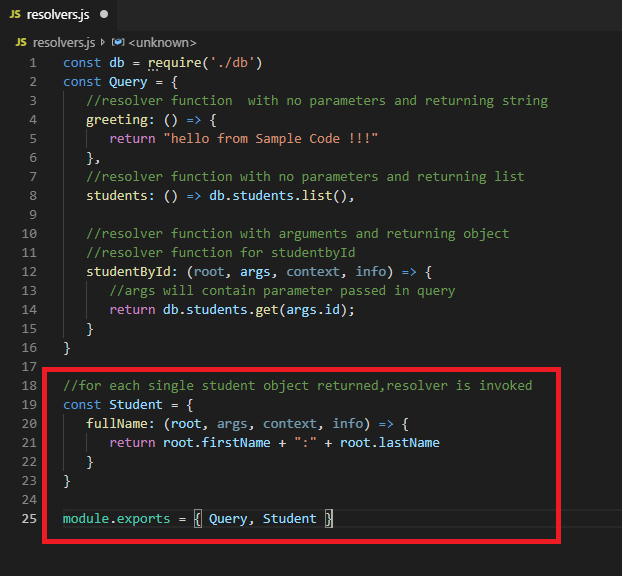 JS resolvers.js
JS resolvers.js <unknown>
1 const db = require('./db')
2 const Query = {
3 //resolver function  with no parameters and returning string
4 greeting: () => {
5 return "hello from Sample Code !!!"
6 },
7 //resolver function with no parameters and returning list
8 students: () => db.students.list(),
9
10 //resolver function with arguments and returning object
11 //resolver function for studentbyId
12 studentById: (root, args, context, info) => {
13 //args will contain parameter passed in query
14 return db.students.get(args.id);
15 }
16 }
17
18 //for each single student object returned,resolver is invoked
19 const Student = {
20 fullName: (root, args, context, info) => {
21 return root.firstName + ":" + root.lastName
22 }
23 }
24
25 module.exports = { Query, Student }